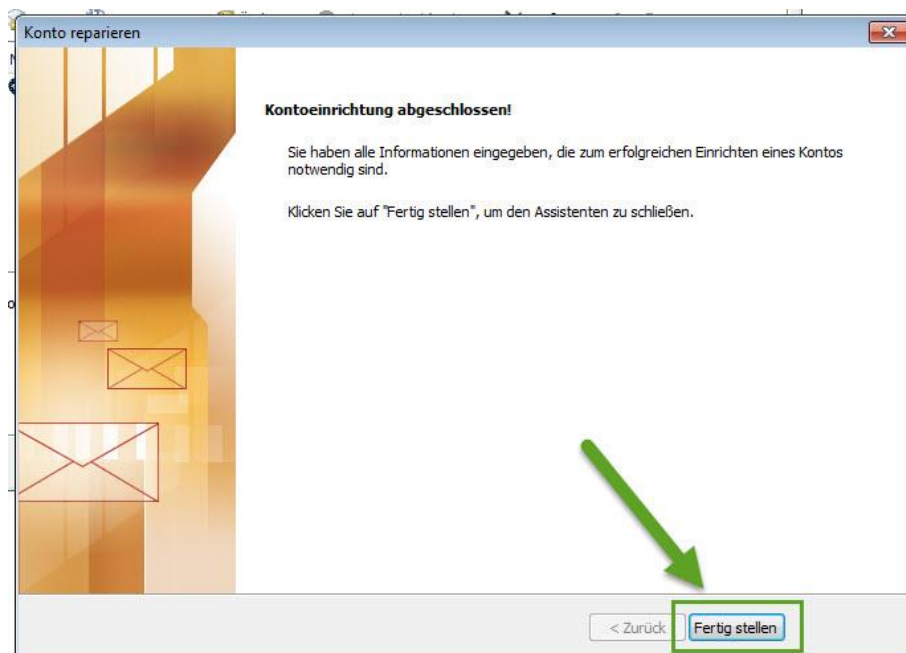 Konto reparieren
Kontoeinrichtung abgeschlossen!
Sie haben alle Informationen eingegeben, die zum erfolgreichen Einrichten eines Kontos
notwendig sind.
Klicken Sie auf "Fertig stellen", um den Assistenten zu schließen.
< Zurück
Fertig stellen